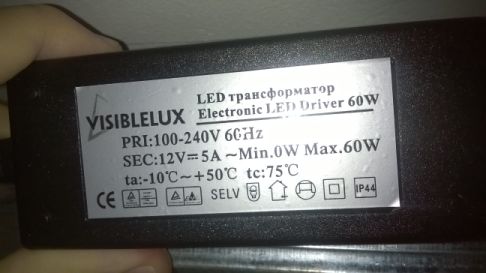 VISIBLELUX
LED трансформатор
Electronic LED Driver 60W
PRI:100-240V 60Hz
SEC:12V⎓5A ~Min.0W Max.60W
ta:-10℃~+50℃ tc:75℃
CE SELV IP44